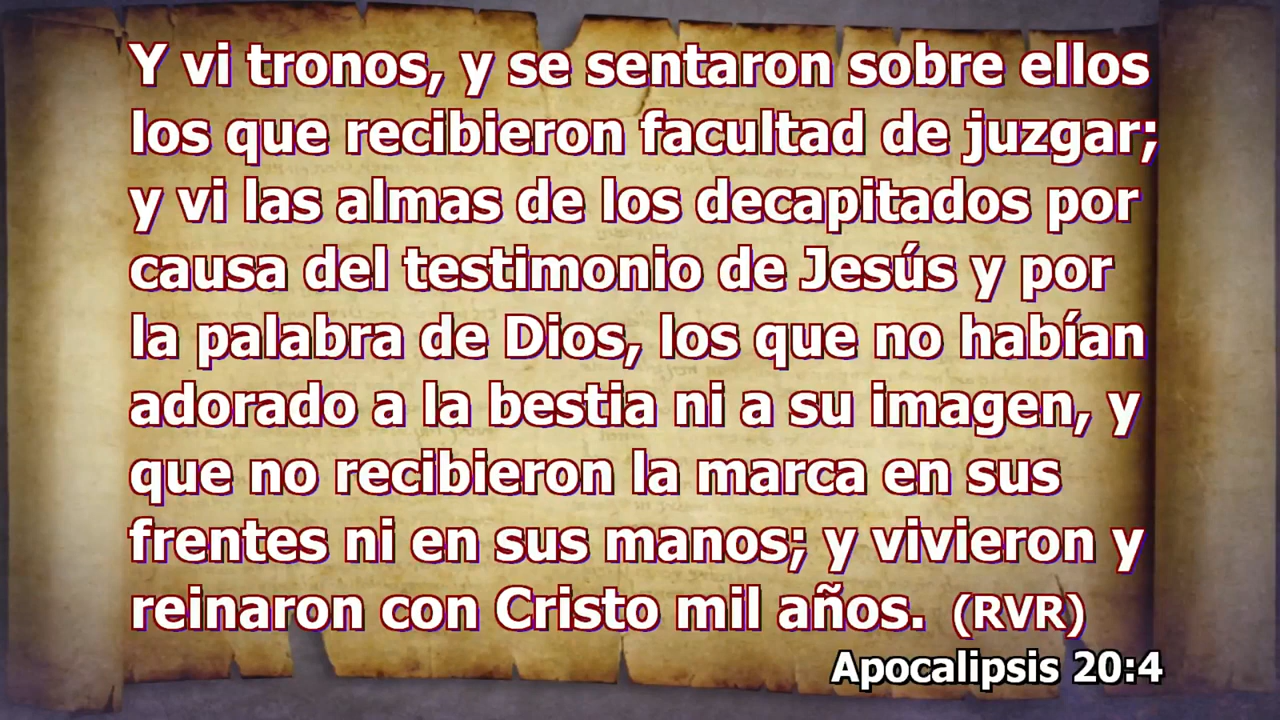 Y vi tronos, y se sentaron sobre ellos
los que recibieron facultad de juzgar;
y vi las almas de los decapitados por
causa del testimonio de Jesús y por
la palabra de Dios, los que no habían
adorado a la bestia ni a su imagen, y
que no recibieron la marca en sus
frentes ni en sus manos; y vivieron y
reinaron con Cristo mil años. (RVR)
Apocalipsis 20:4